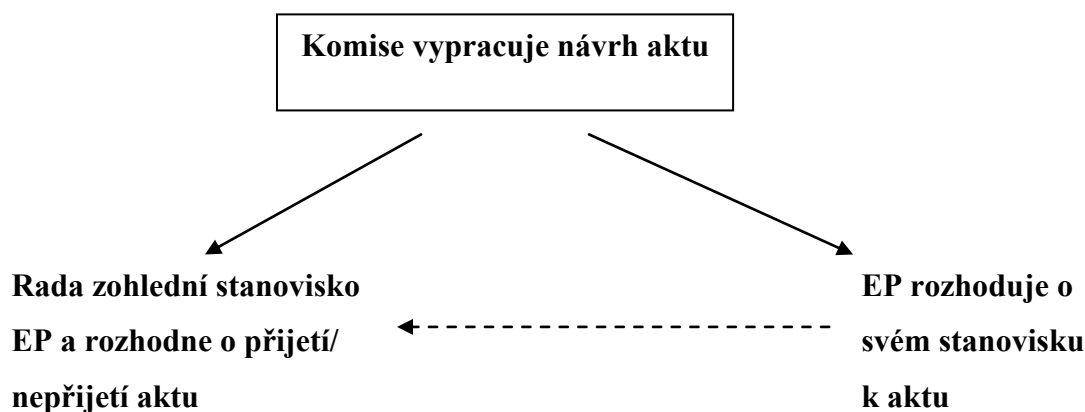 Komise vypracuje návrh aktu
Rada zohlední stanovisko
EP a rozhodne o přijetí/
nepřijetí aktu
EP rozhoduje o
svém stanovisku
k aktu